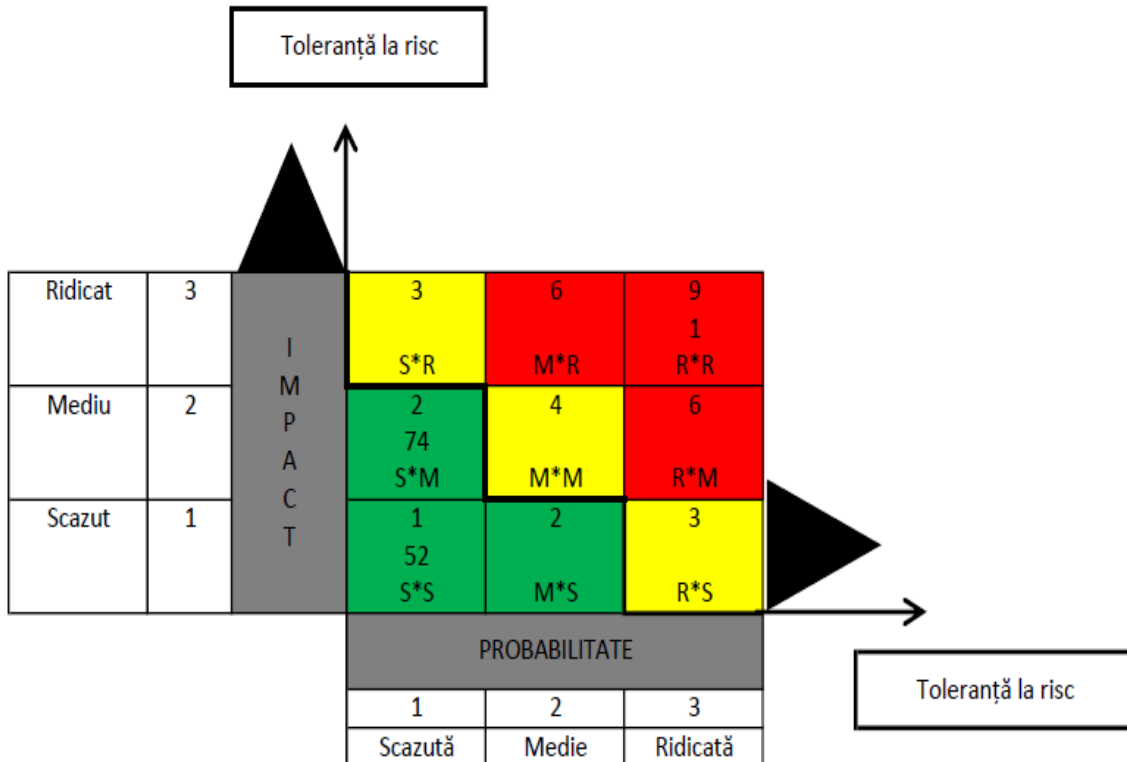 Toleranță la risc
Ridicat 3 3 6 9
1
S*R M*R R*R
I
M
P
A
C
T
Mediu 2 2 4 6
74
S*M M*M R*M
Scazut 1 1 2 3
52
S*S M*S R*S
PROBABILITATE
Toleranță la risc
1 2 3
Scazută Medie Ridicată